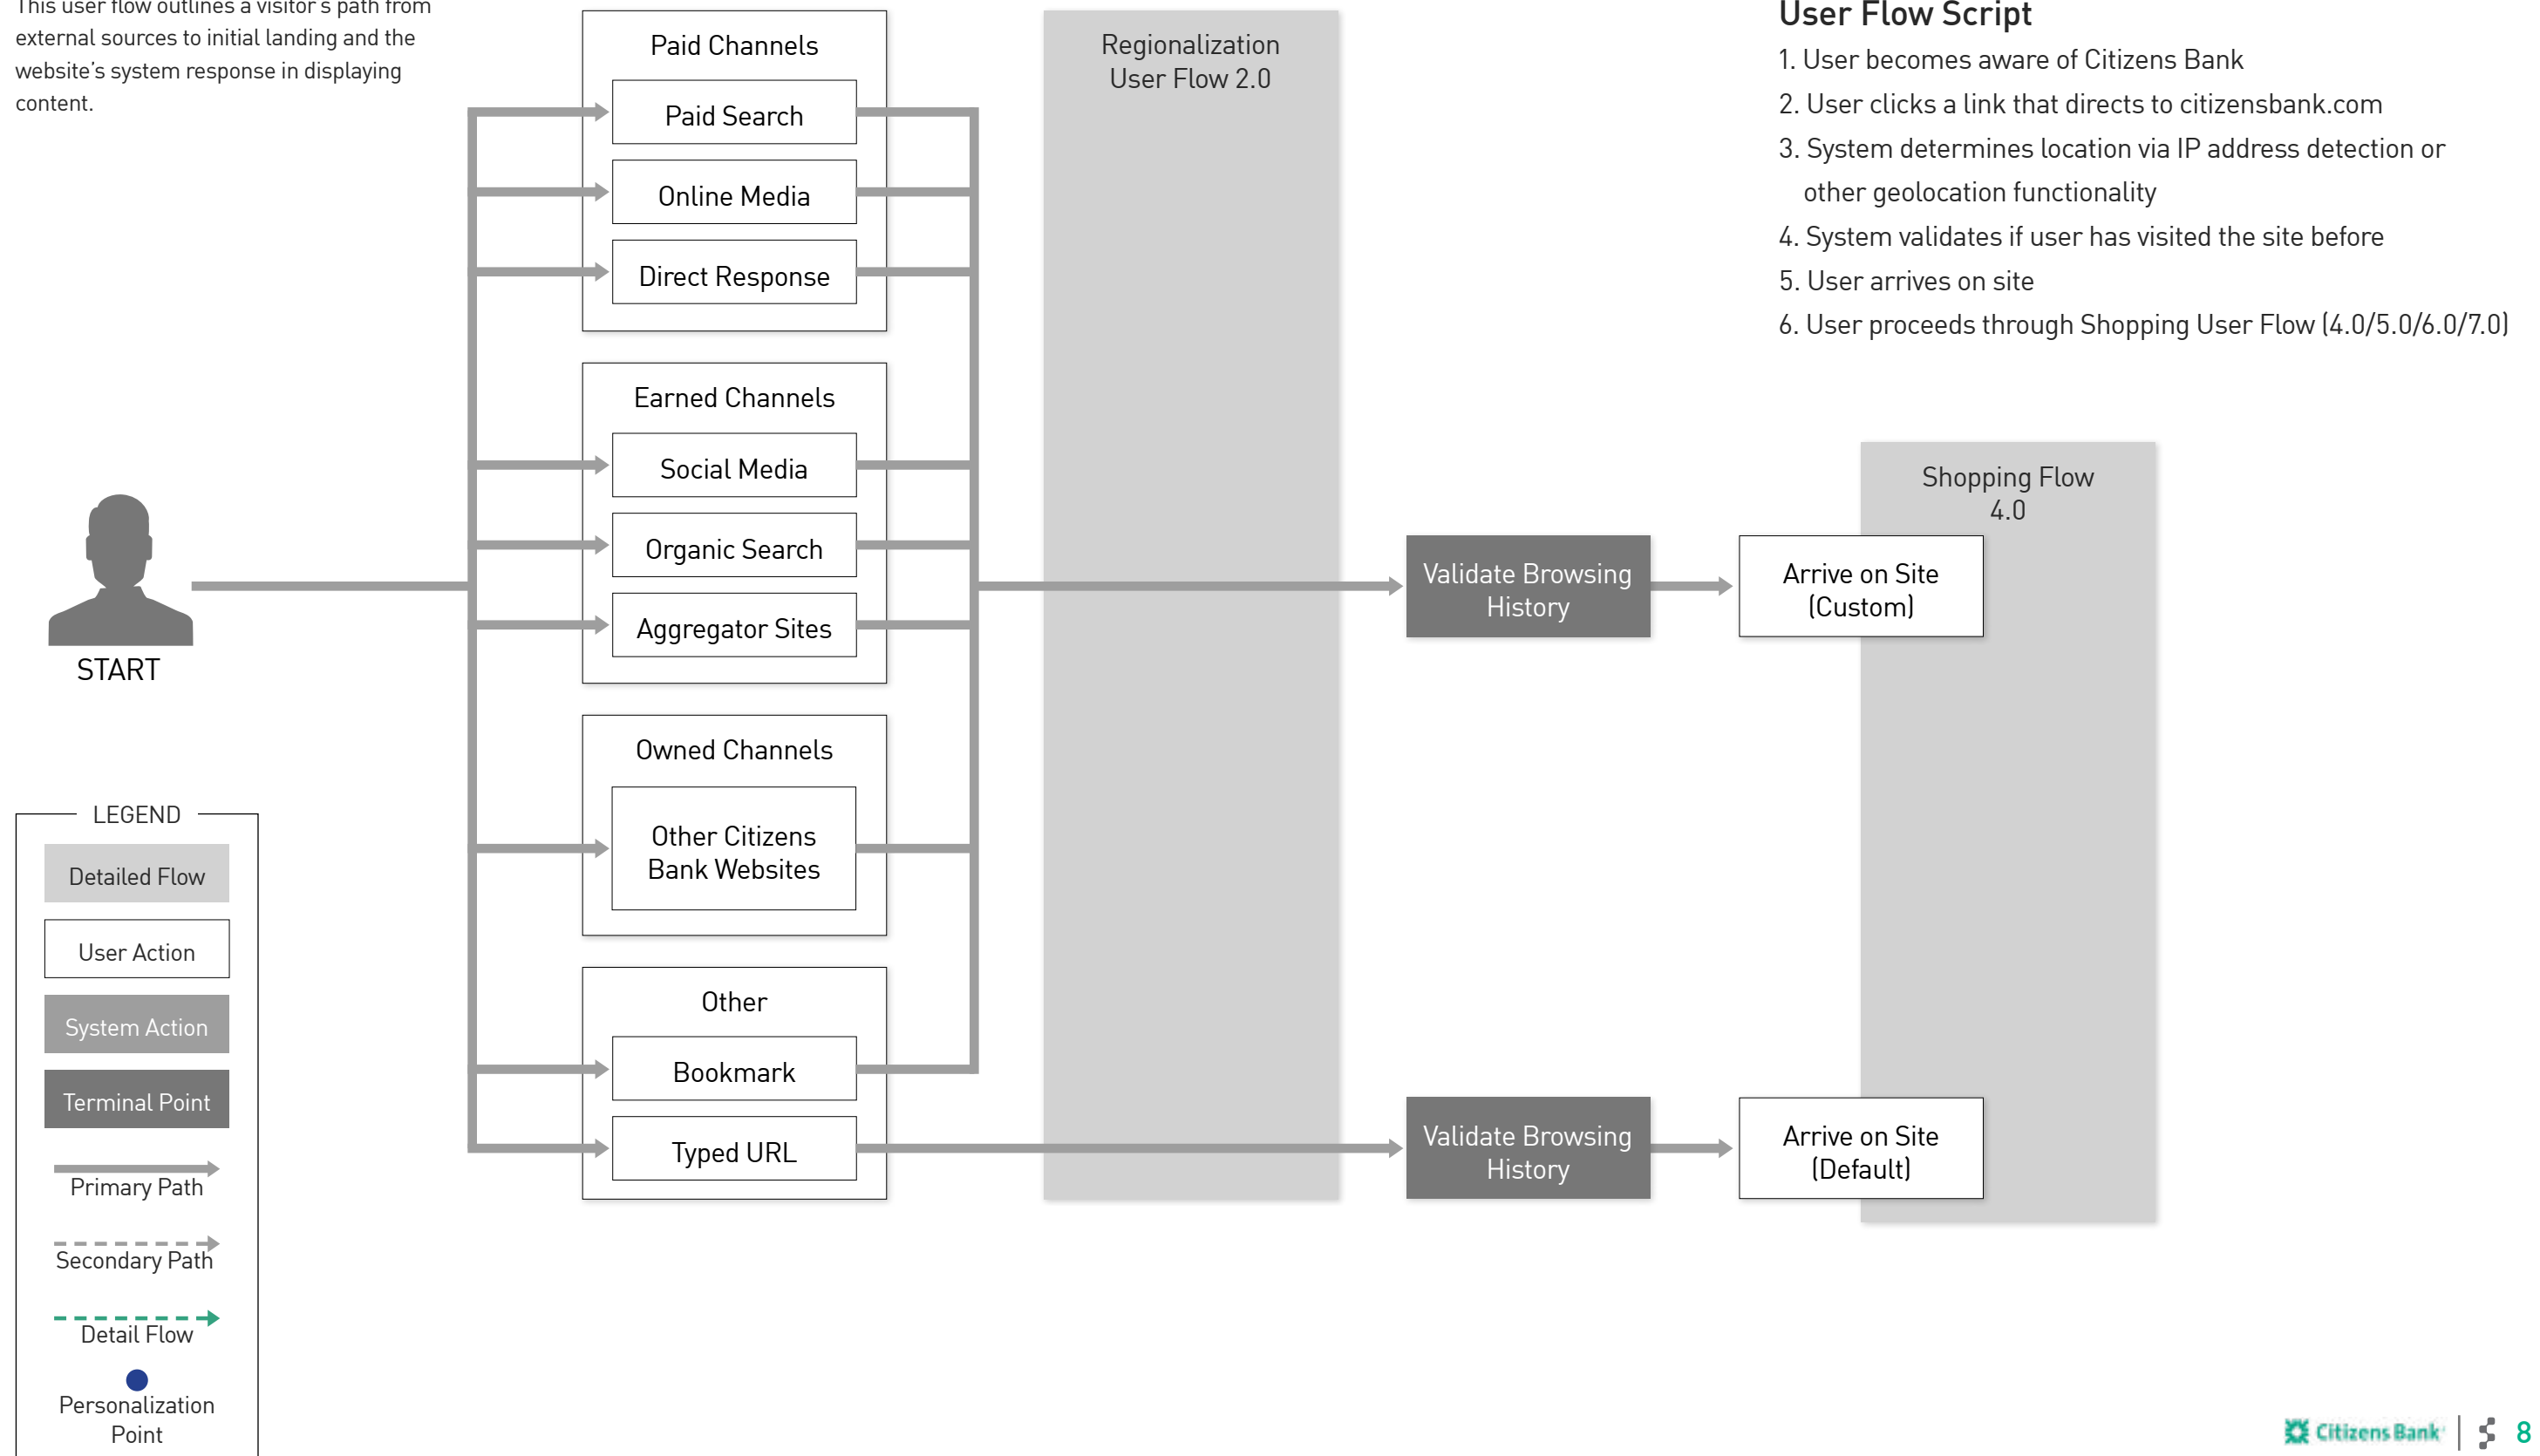 This user flow outlines a visitor's path from
external sources to initial landing and the
website's system response in displaying
content.
Paid Channels
Paid Search
Online Media
Direct Response
Earned Channels
Social Media
Organic Search
Aggregator Sites
Owned Channels
Other Citizens
Bank Websites
Other
Bookmark
Typed URL
START
Regionalization
User Flow 2.0
Validate Browsing
History
Arrive on Site
(Custom)
Validate Browsing
History
Arrive on Site
(Default)
Shopping Flow
4.0
User Flow Script
1. User becomes aware of Citizens Bank
2. User clicks a link that directs to citizensbank.com
3. System determines location via IP address detection or
other geolocation functionality
4. System validates if user has visited the site before
5. User arrives on site
6. User proceeds through Shopping User Flow (4.0/5.0/6.0/7.0)
LEGEND
Detailed Flow
User Action
System Action
Terminal Point
Primary Path
Secondary Path
Detail Flow
Personalization
Point
Citizens Bank
8